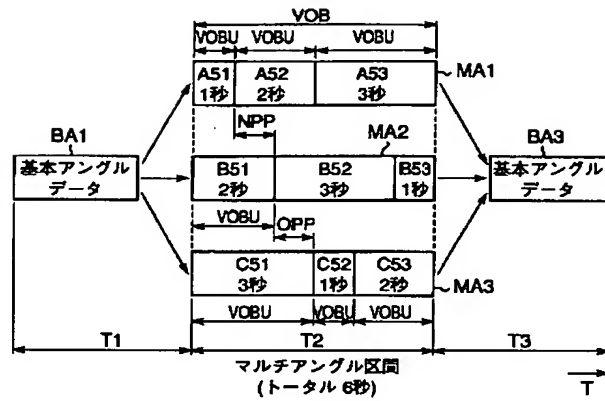 VOB
VOBU VOBU VOBU
A51 A52 A53 MA1
1秒 2秒 3秒
NPP MA2
BA1 BA3
基本アングル
データ
B51 B52 B53
2秒 3秒 1秒
基本アングル
データ
VOBU OPP
C51 C52 C53
3秒 1秒 2秒
MA3
VOBU VOBU VOBU
T1 T2 T3
マルチアングル区間
(トータル 6秒)
T